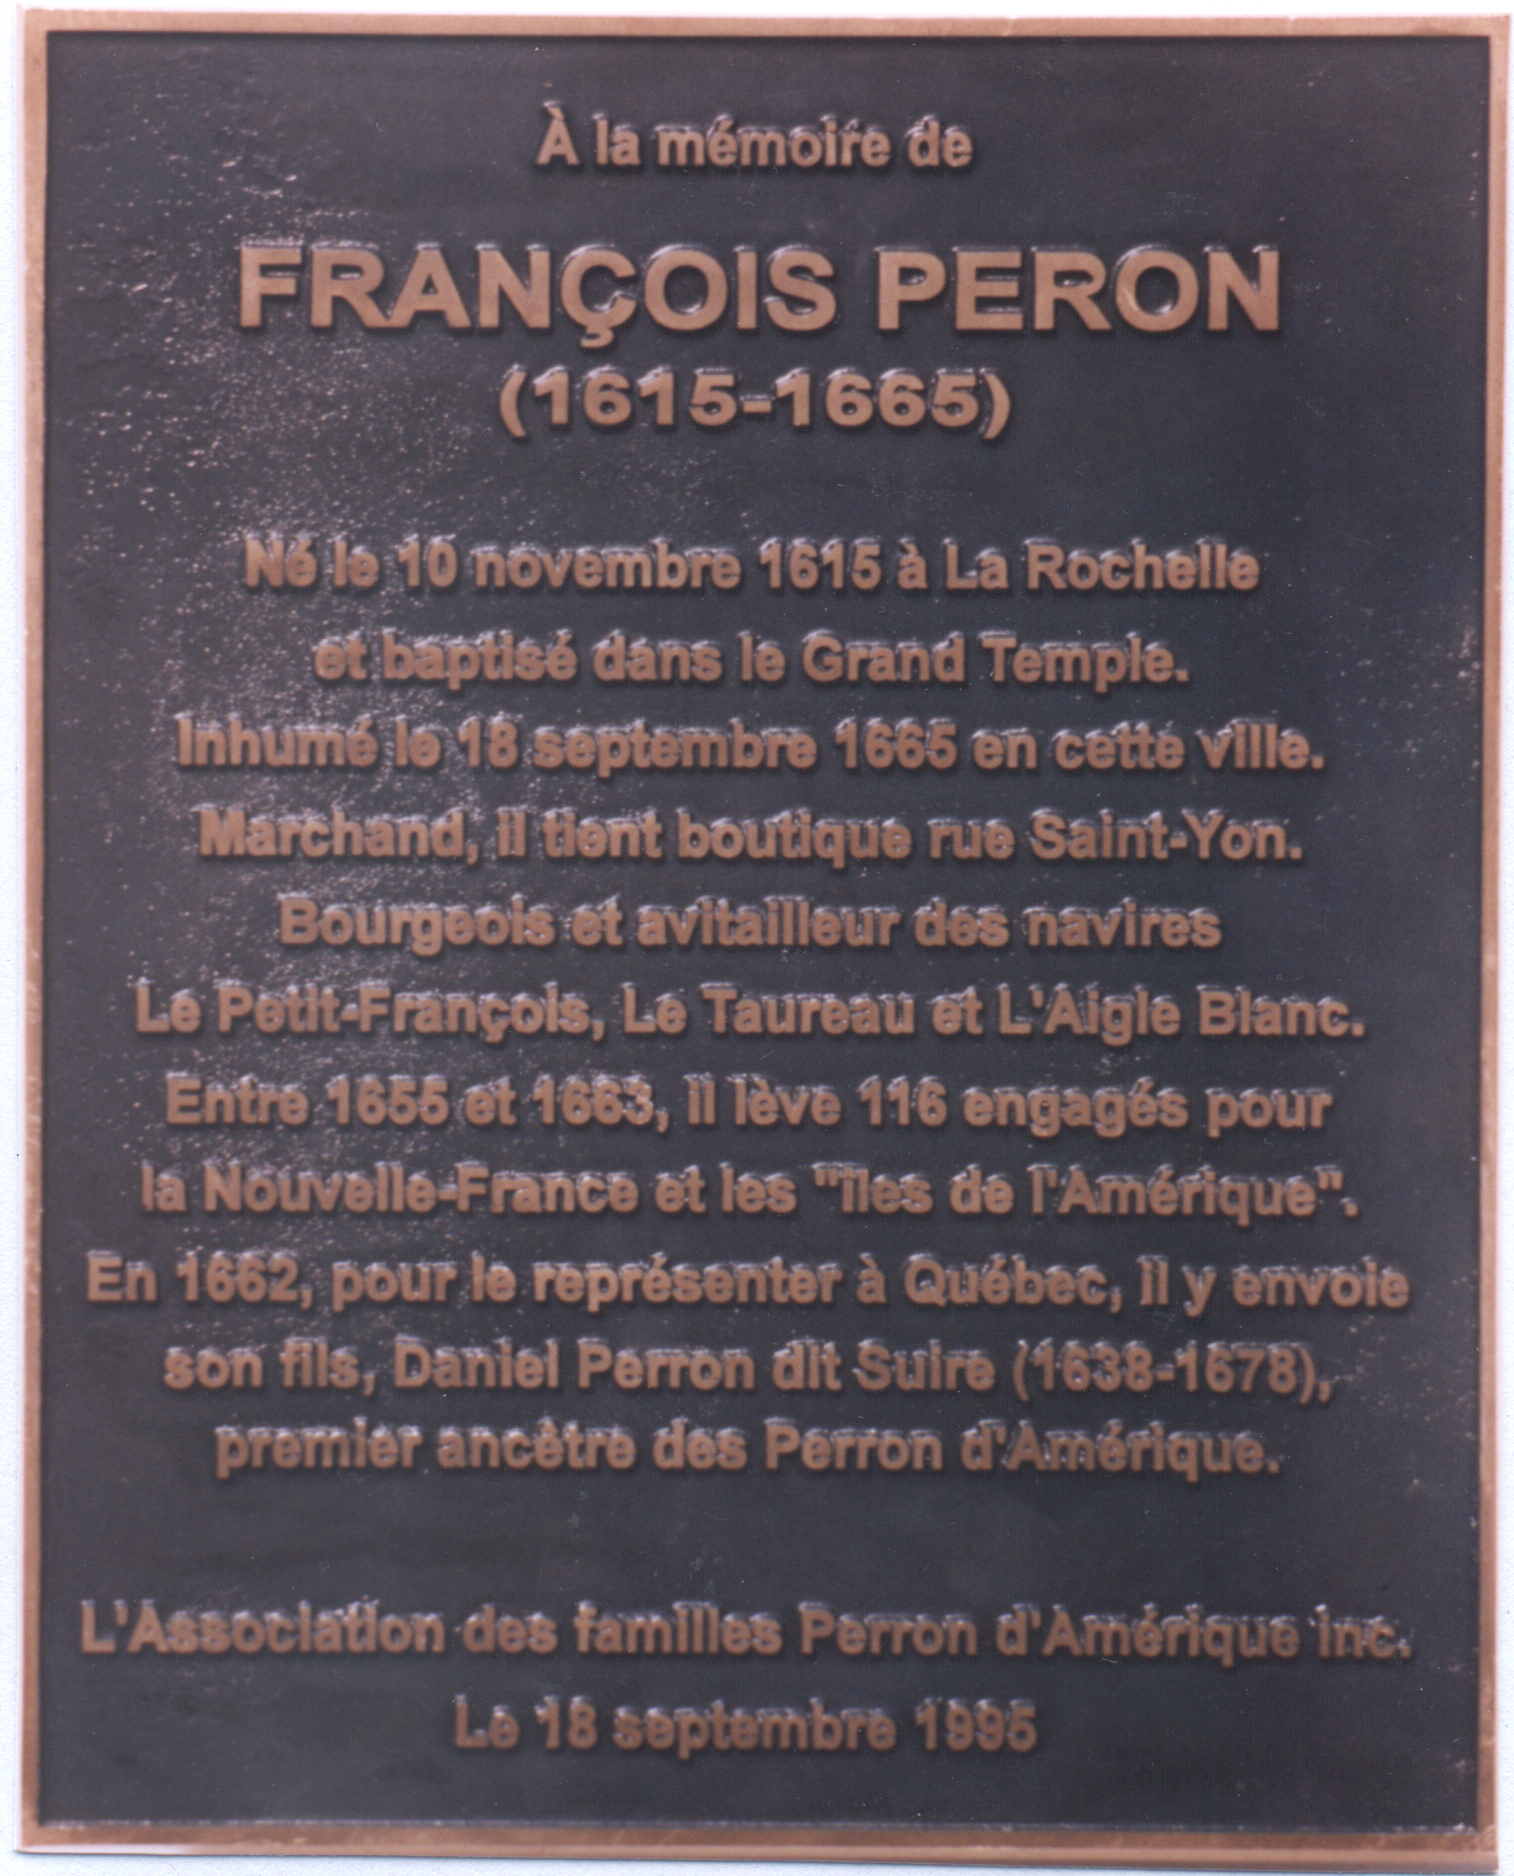 À la mémoire de
FRANÇOIS PERON
(1615-1665)
Né le 10 novembre 1615 à La Rochelle
et baptisé dans le Grand Temple.
Inhumé le 18 septembre 1665 en cette ville.
Marchand, il tient boutique rue Saint-Yon.
Bourgeois et avitailleur des navires
Le Petit-François, Le Taureau et L'Aigle Blanc.
Entre 1655 et 1663, il lève 116 engagés pour
la Nouvelle-France et les "îles de l'Amérique".
En 1662, pour le représenter à Québec, il y envoie
son fils, Daniel Perron dit Suire (1638-1678),
premier ancêtre des Perron d'Amérique.
L'Association des familles Perron d'Amérique inc.
Le 18 septembre 1995